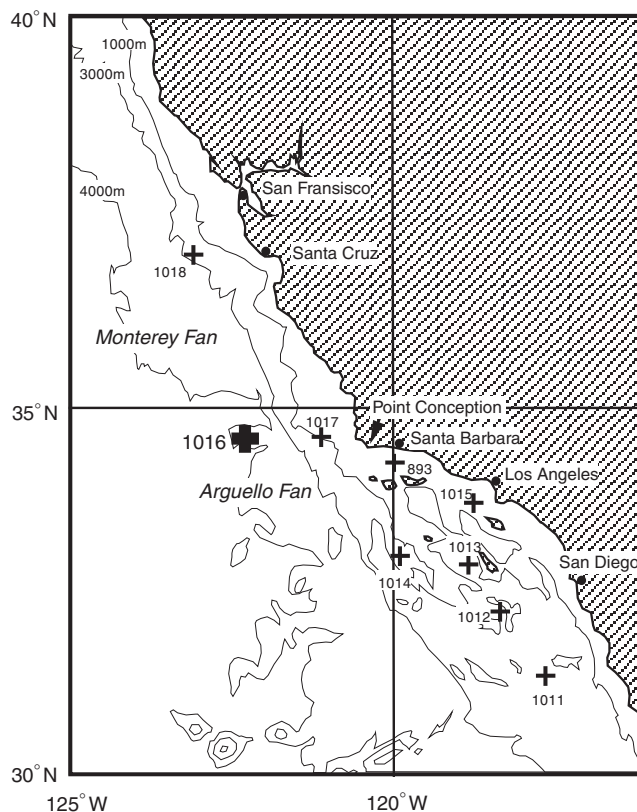 40°N
1000m
3000m
4000m
San Fransisco
Santa Cruz
1018
Monterey Fan
35°N
Point Conception
1017
1016
Santa Barbara
893
Los Angeles
Arguello Fan
1015
1013
San Diego
1014
1012
1011
30°N
125°W
120°W